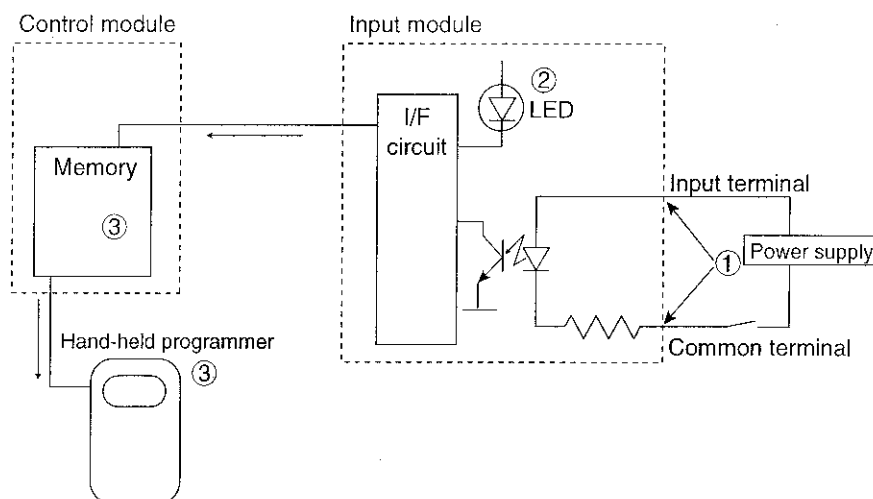 Control module
Input module
②
I/F
circuit
LED
Memory
Input terminal
③
①
Power supply
Hand-held programmer
Common terminal
③